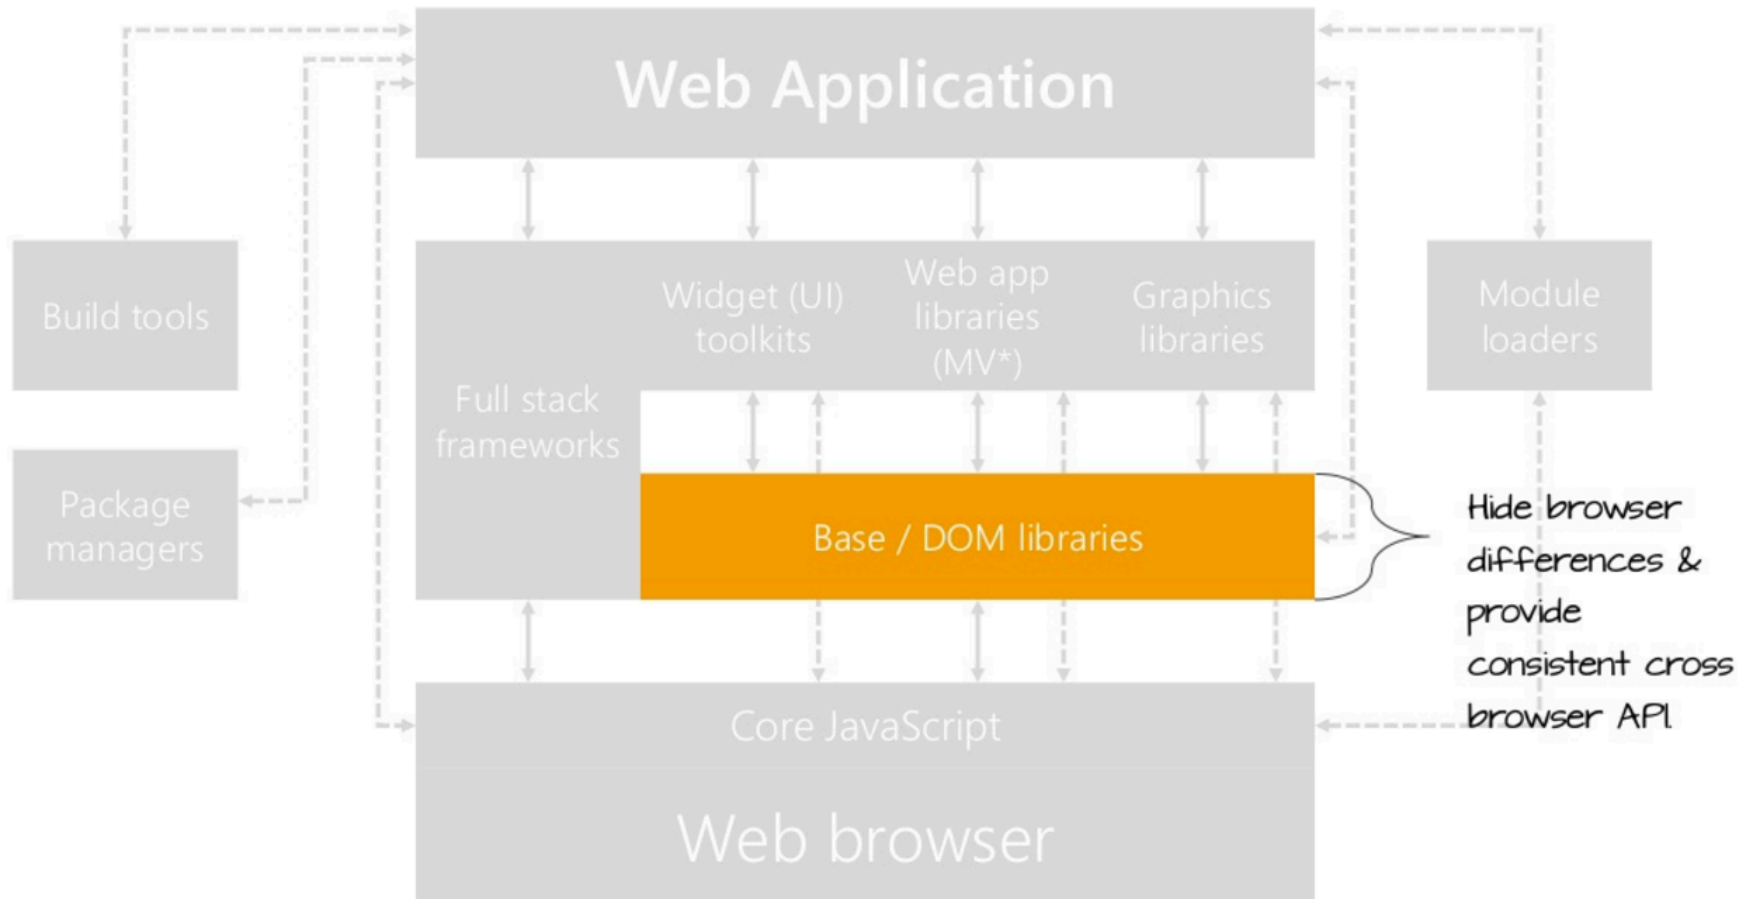 Web Application
Build tools
Package
managers
Full stack
frameworks
Widget (UI)
toolkits
Web app
libraries
(MV*)
Graphics
libraries
Module
loaders
Base / DOM libraries
Hide browser
differences &
provide
consistent cross
browser API.
Core JavaScript
Web browser